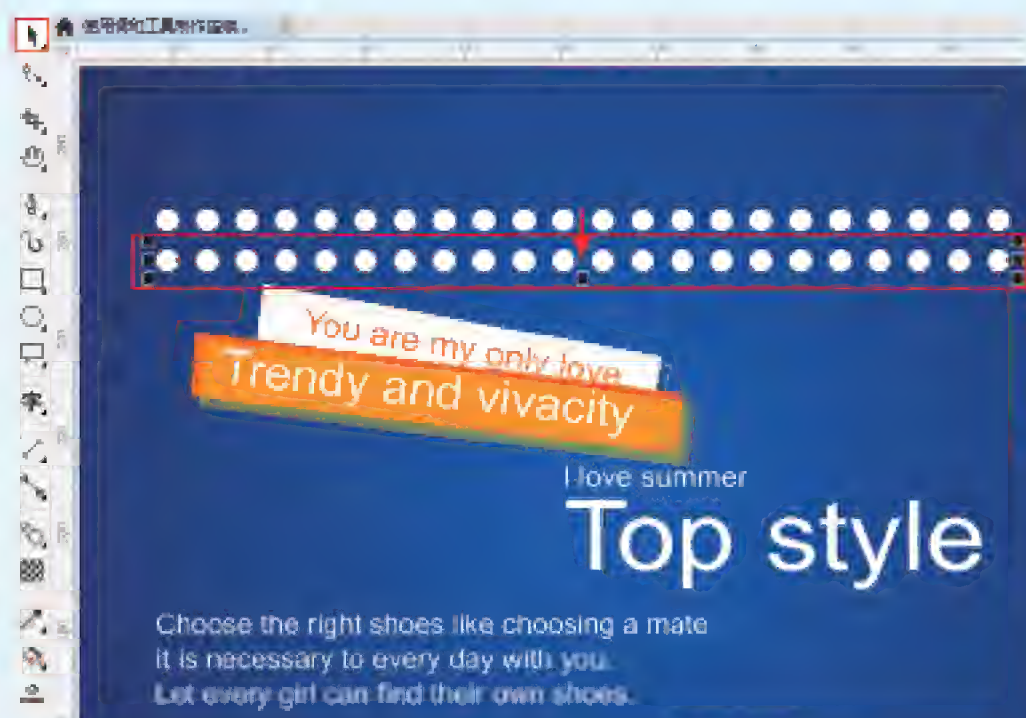 You are my only love
Trendy and vivacity
I love summer
Top style
Choose the right shoes like choosing a mate
it is necessary to every day with you.
Let every girl can find their own shoes.